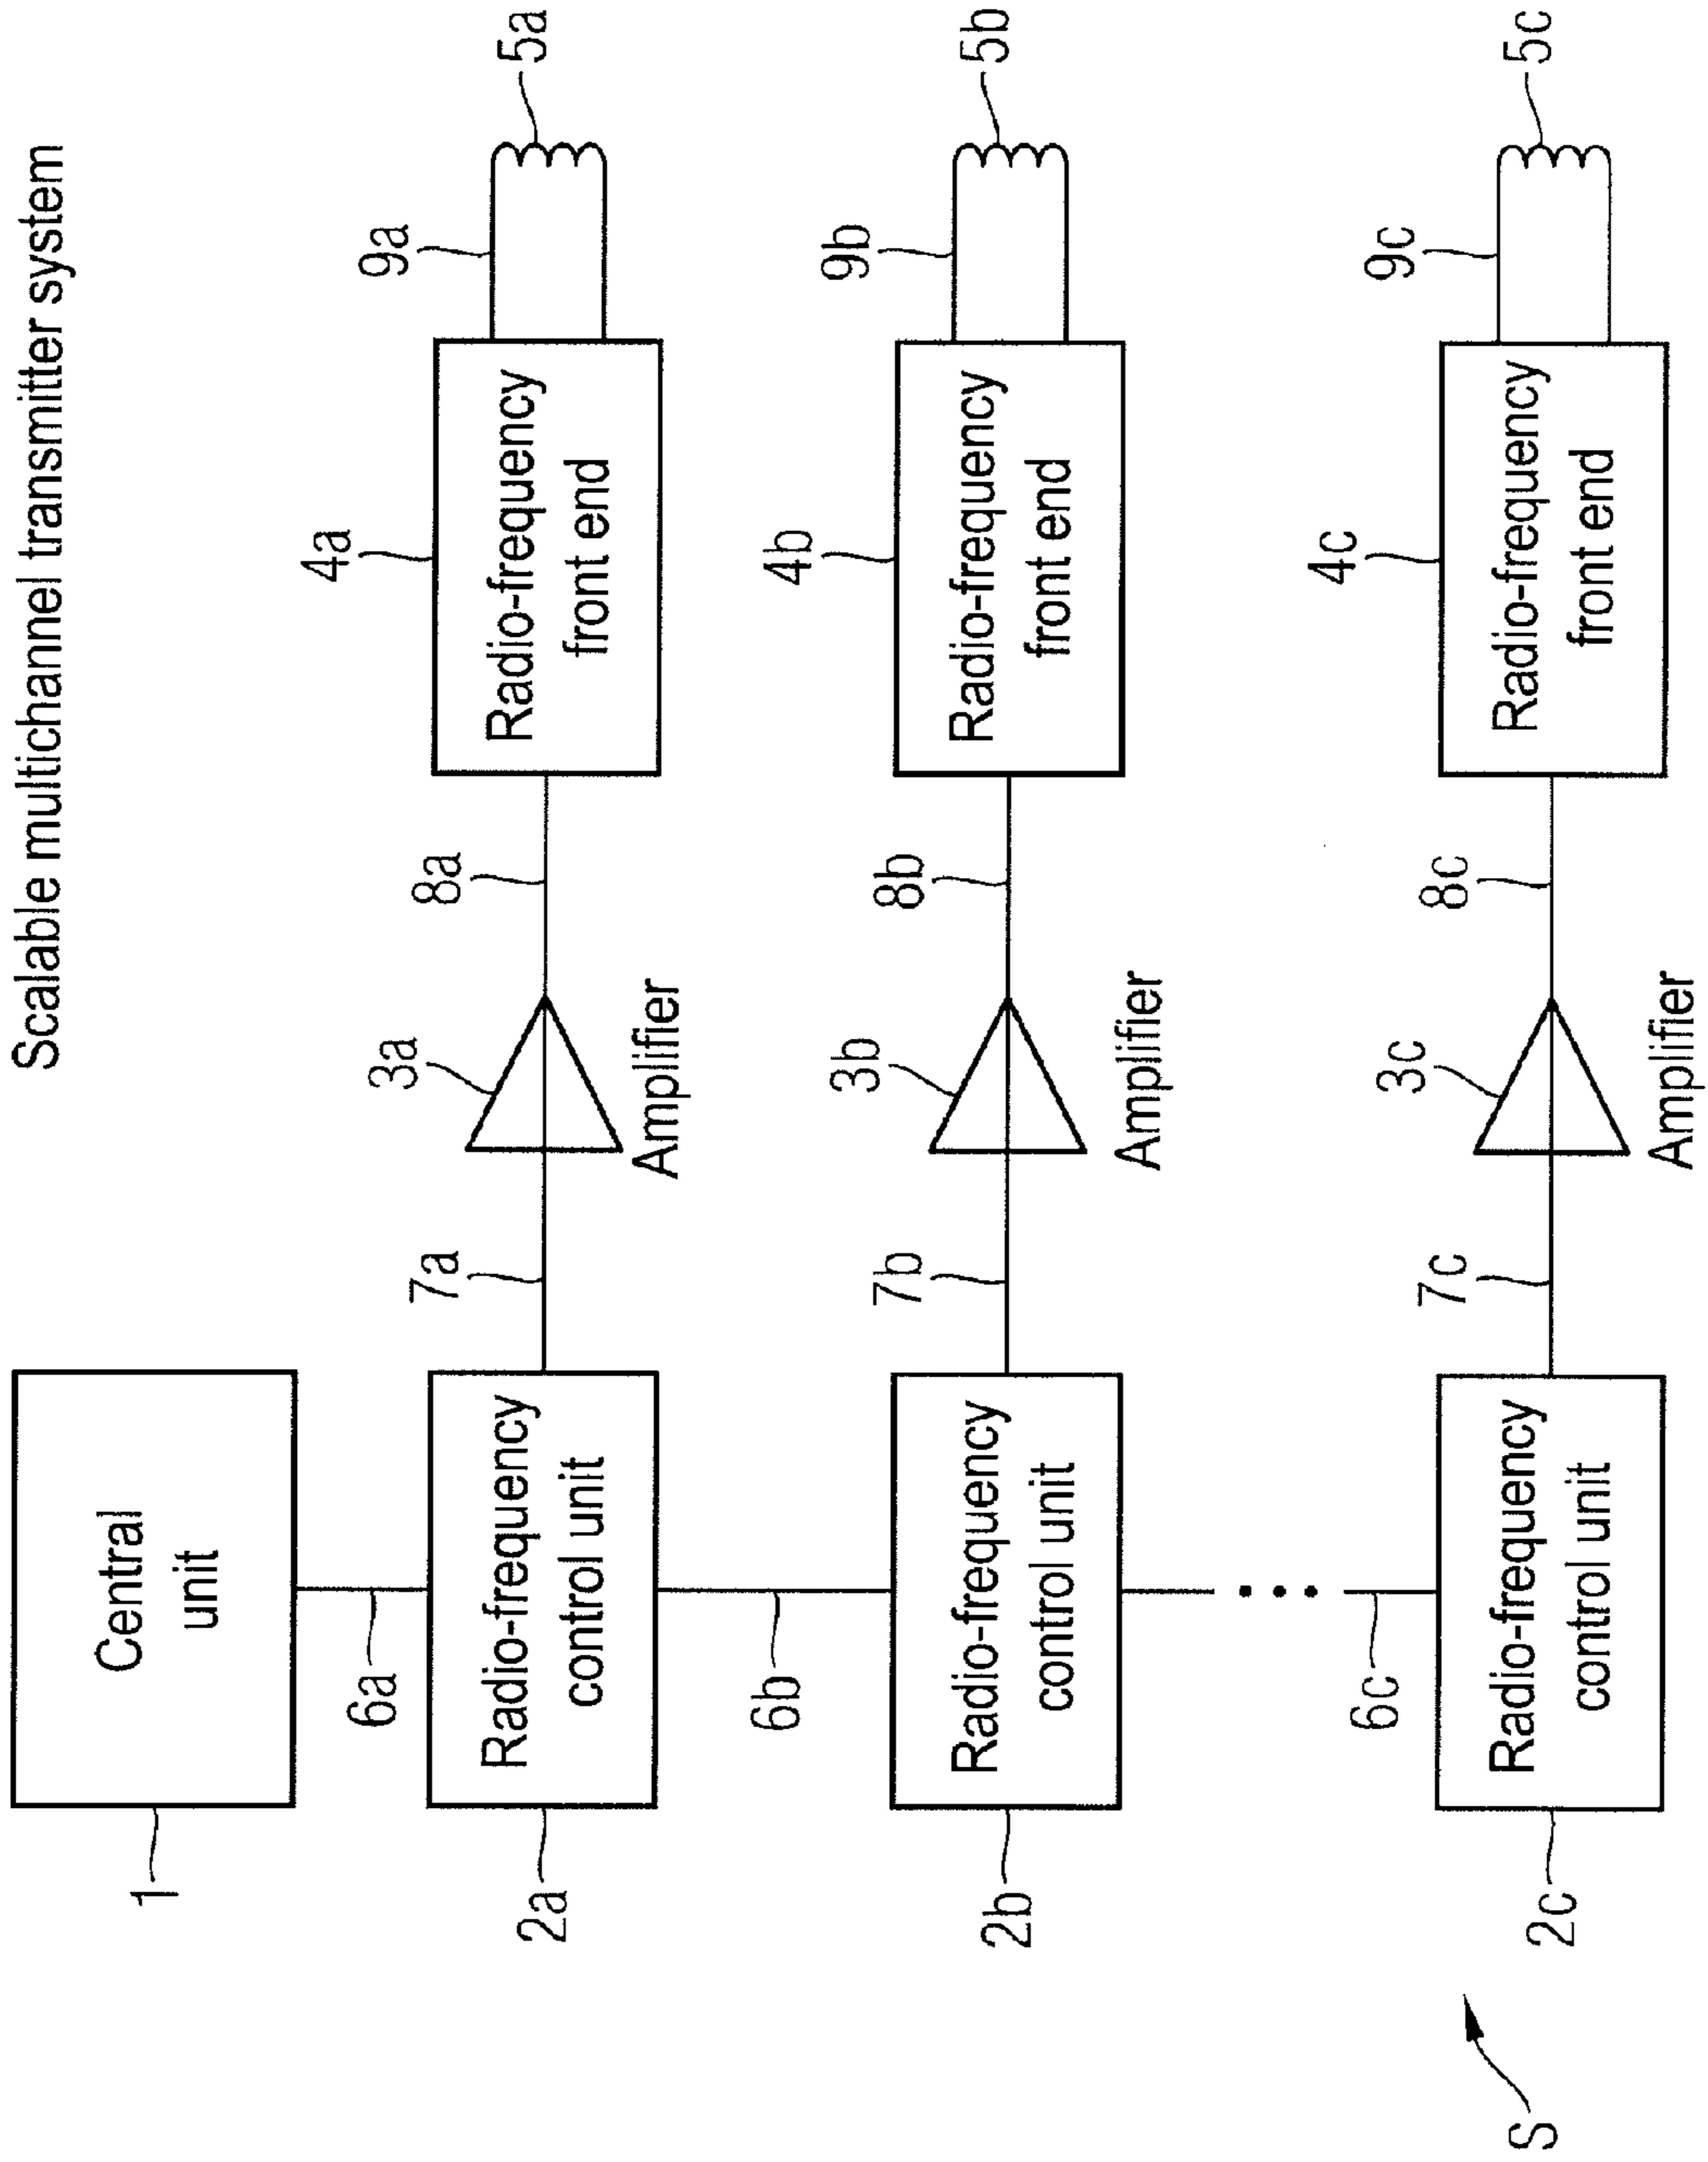 Scalable multichannel transmitter system
1
Central
unit
6a
2a
Radio-frequency
control unit
7a
3a
Amplifier
8a
4a
Radio-frequency
front end
9a
5a
6b
2b
Radio-frequency
control unit
7b
3b
Amplifier
8b
4b
Radio-frequency
front end
9b
5b
6c
2c
Radio-frequency
control unit
7c
3c
Amplifier
8c
4c
Radio-frequency
front end
9c
5c
S